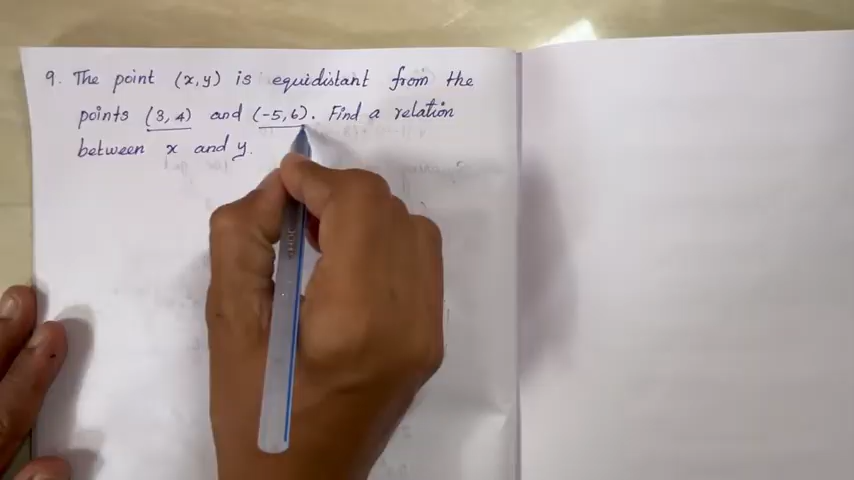 9. The point (x,y) is equidistant from the
points (3,4) and (-5,6). Find a relation
between x and y.